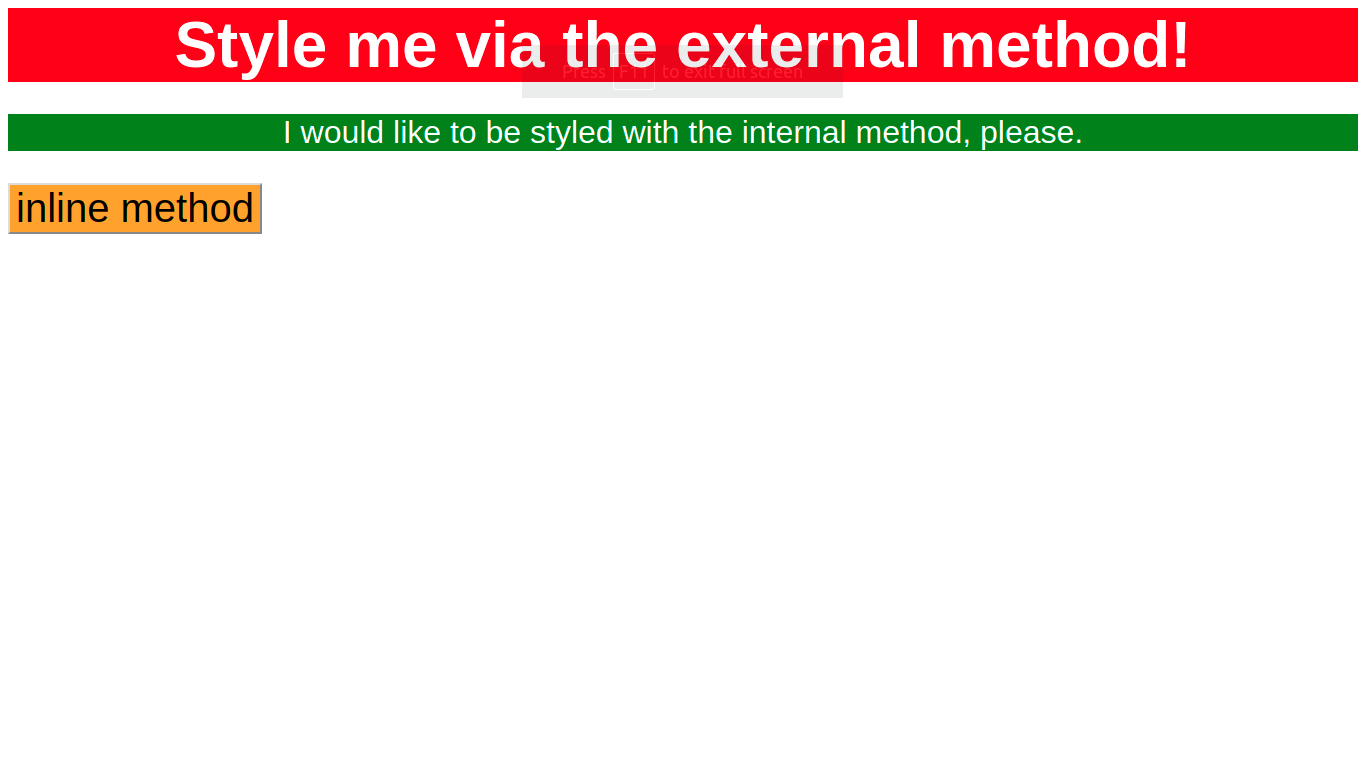 Style me via the external method!
Press F11 to exit full screen
I would like to be styled with the internal method, please.
inline method